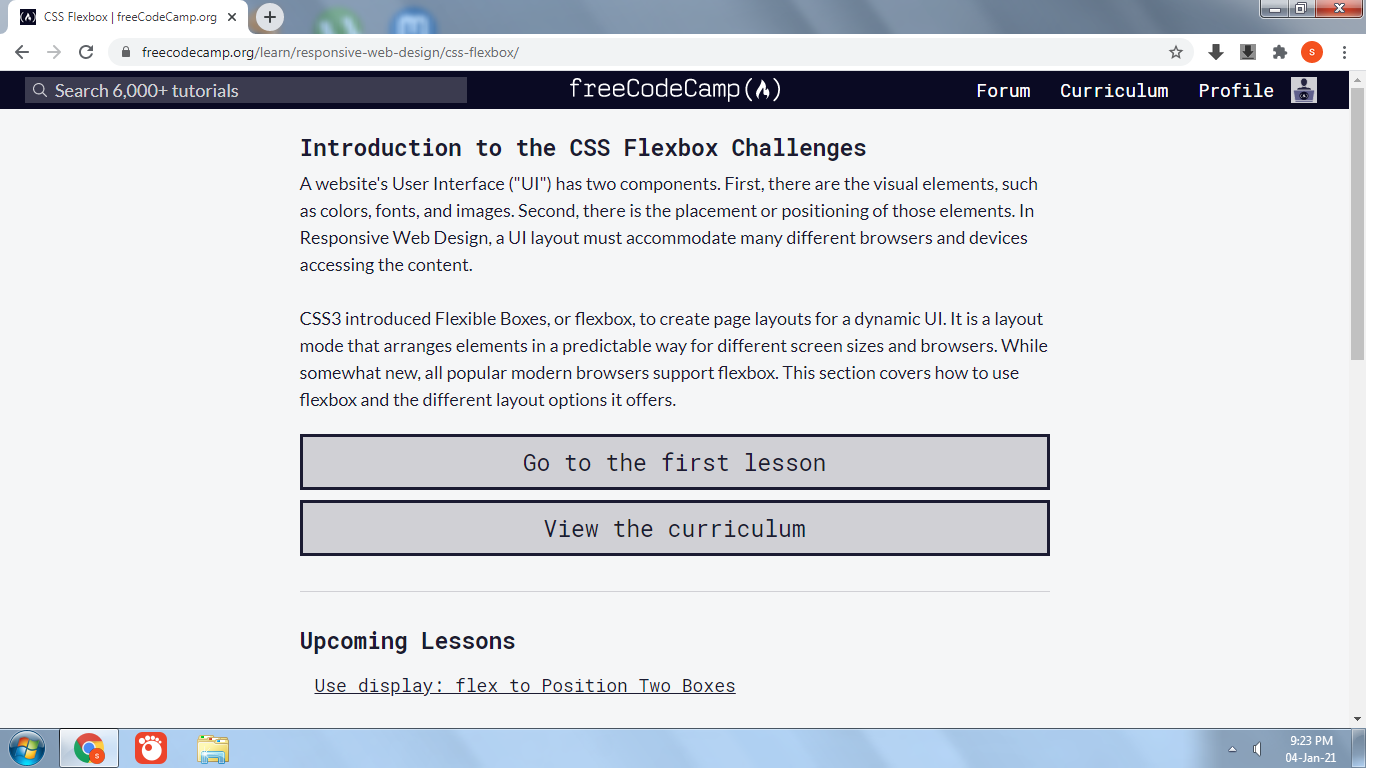 CSS Flexbox | freeCodeCamp.org
freecodecamp.org/learn/responsive-web-design/css-flexbox/
S
Search 6,000+ tutorials
freeCodeCamp(
)
Forum
Curriculum
Profile
Introduction to the CSS Flexbox Challenges
A website's User Interface ("UI") has two components. First, there are the visual elements, such
as colors, fonts, and images. Second, there is the placement or positioning of those elements. In
Responsive Web Design, a UI layout must accommodate many different browsers and devices
accessing the content.
CSS3 introduced Flexible Boxes, or flexbox, to create page layouts for a dynamic UI. It is a layout
mode that arranges elements in a predictable way for different screen sizes and browsers. While
somewhat new, all popular modern browsers support flexbox. This section covers how to use
flexbox and the different layout options it offers.
Go to the first lesson
View the curriculum
Upcoming Lessons
Use display: flex to Position Two Boxes
S
9:23 PM
04-Jan-21